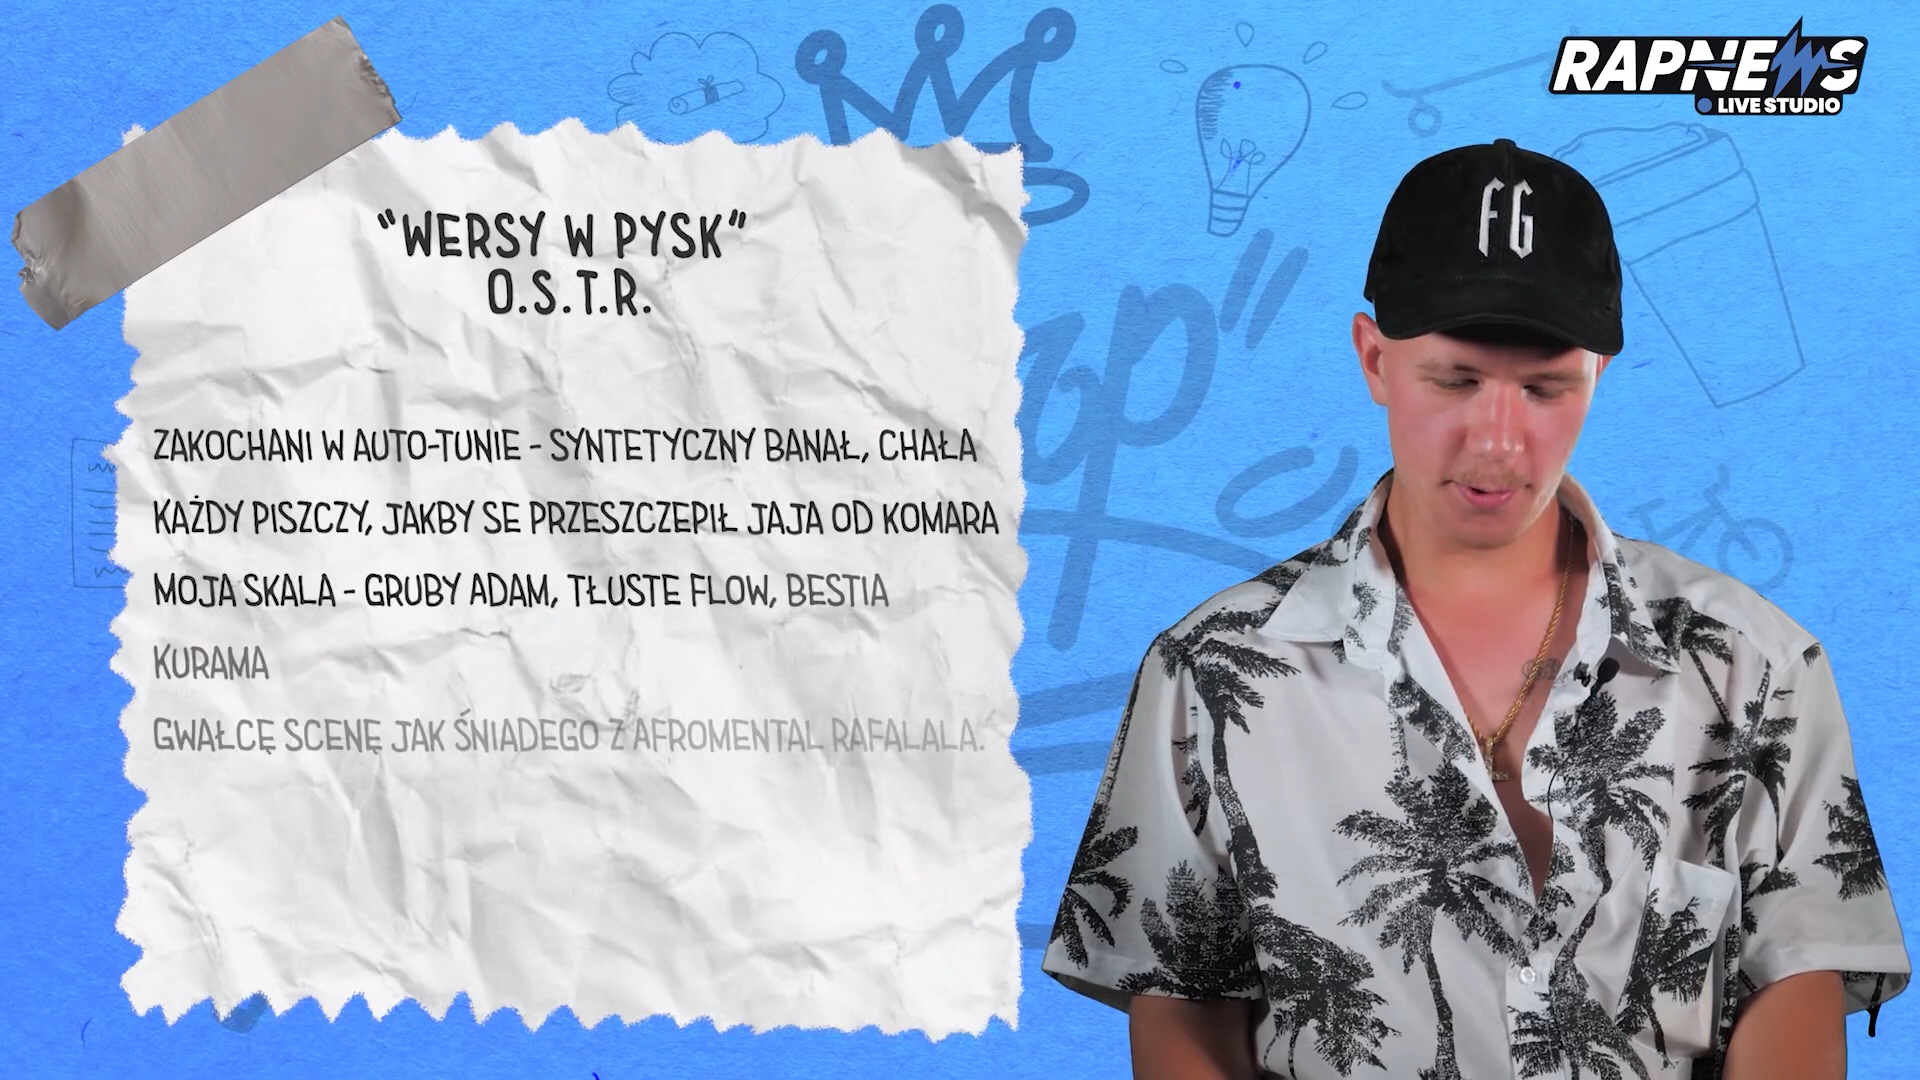 RAPNEWS
LIVE STUDIO
"WERSY W PYSK"
O.S.T.R.
ZAKOCHANI W AUTO-TUNIE - SYNTETYCZNY BANAŁ, CHAŁA
KAŻDY PISZCZY, JAKBY SE PRZESZCZEPIŁ JAJA OD KOMARA
MOJA SKALA - GRUBY ADAM, TŁUSTE FLOW, BESTIA
KURAMA
GWAŁCĘ SCENĘ JAK ŚNIADEGO Z AFROMENTAL RAFALALA.
FG